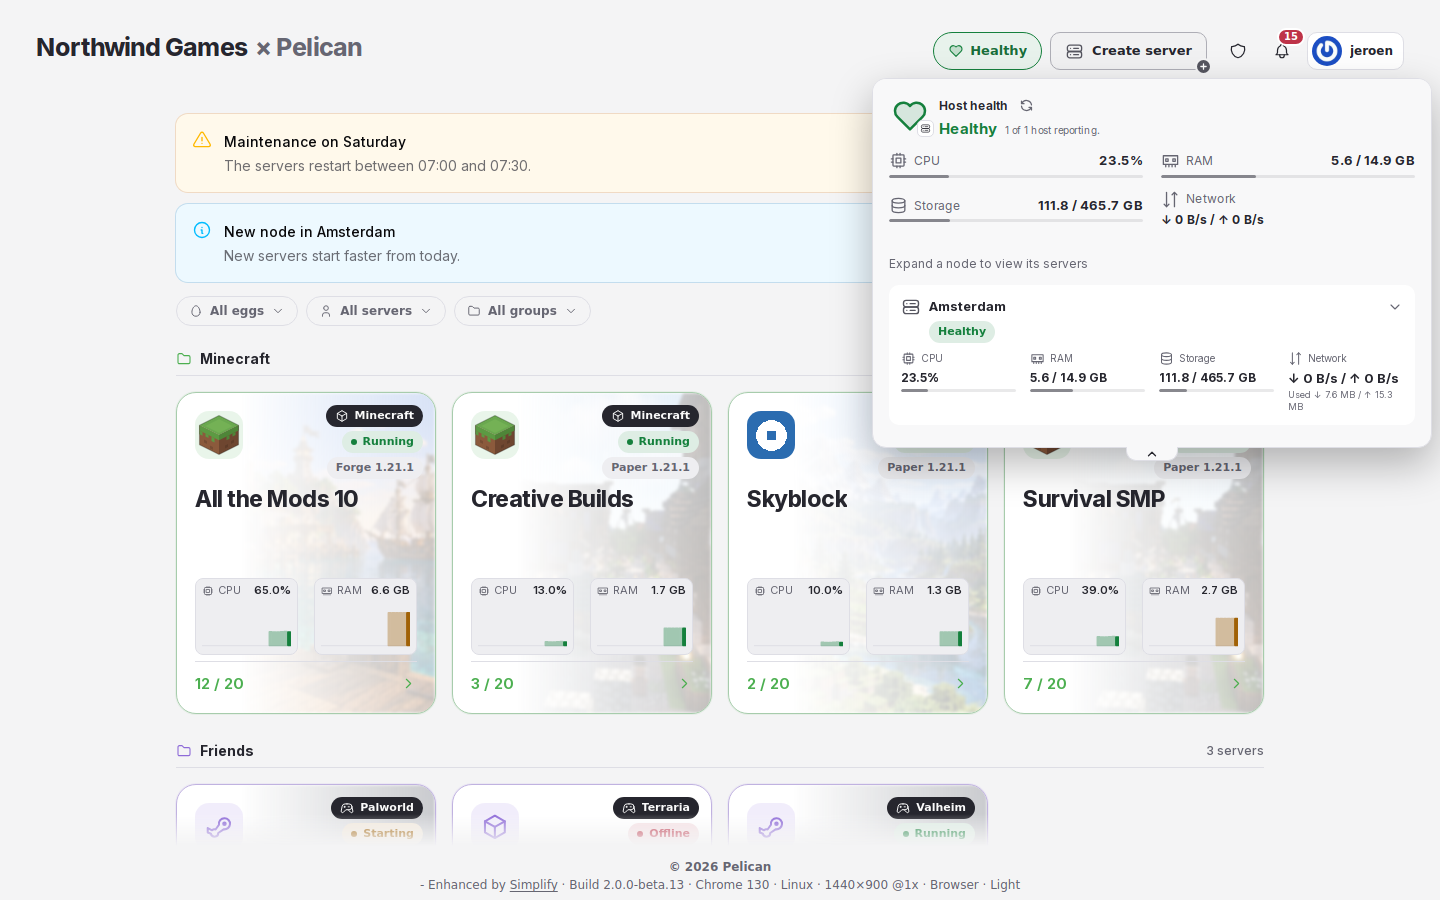 Northwind Games × Pelican
Healthy
Create server
15
jeroen
Host health
Healthy 1 of 1 host reporting.
CPU 23.5%
RAM 5.6 / 14.9 GB
Storage 111.8 / 465.7 GB
Network
↓ 0 B/s / ↑ 0 B/s
Expand a node to view its servers
Amsterdam
Healthy
CPU
23.5%
RAM
5.6 / 14.9 GB
Storage
111.8 / 465.7 GB
Network
↓ 0 B/s / ↑ 0 B/s
Used ↓ 7.6 MB / ↑ 15.3
MB
Maintenance on Saturday
The servers restart between 07:00 and 07:30.
New node in Amsterdam
New servers start faster from today.
All eggs
All servers
All groups
Minecraft
Minecraft
Running
Forge 1.21.1
All the Mods 10
CPU 65.0%
RAM 6.6 GB
12 / 20
Minecraft
Running
Paper 1.21.1
Creative Builds
CPU 13.0%
RAM 1.7 GB
3 / 20
Paper 1.21.1
Skyblock
CPU 10.0%
RAM 1.3 GB
2 / 20
Paper 1.21.1
Survival SMP
CPU 39.0%
RAM 2.7 GB
7 / 20
Friends
3 servers
Palworld
Starting
Terraria
Offline
Valheim
Running
© 2026 Pelican
- Enhanced by Simplify · Build 2.0.0-beta.13 · Chrome 130 · Linux · 1440×900 @1x · Browser · Light